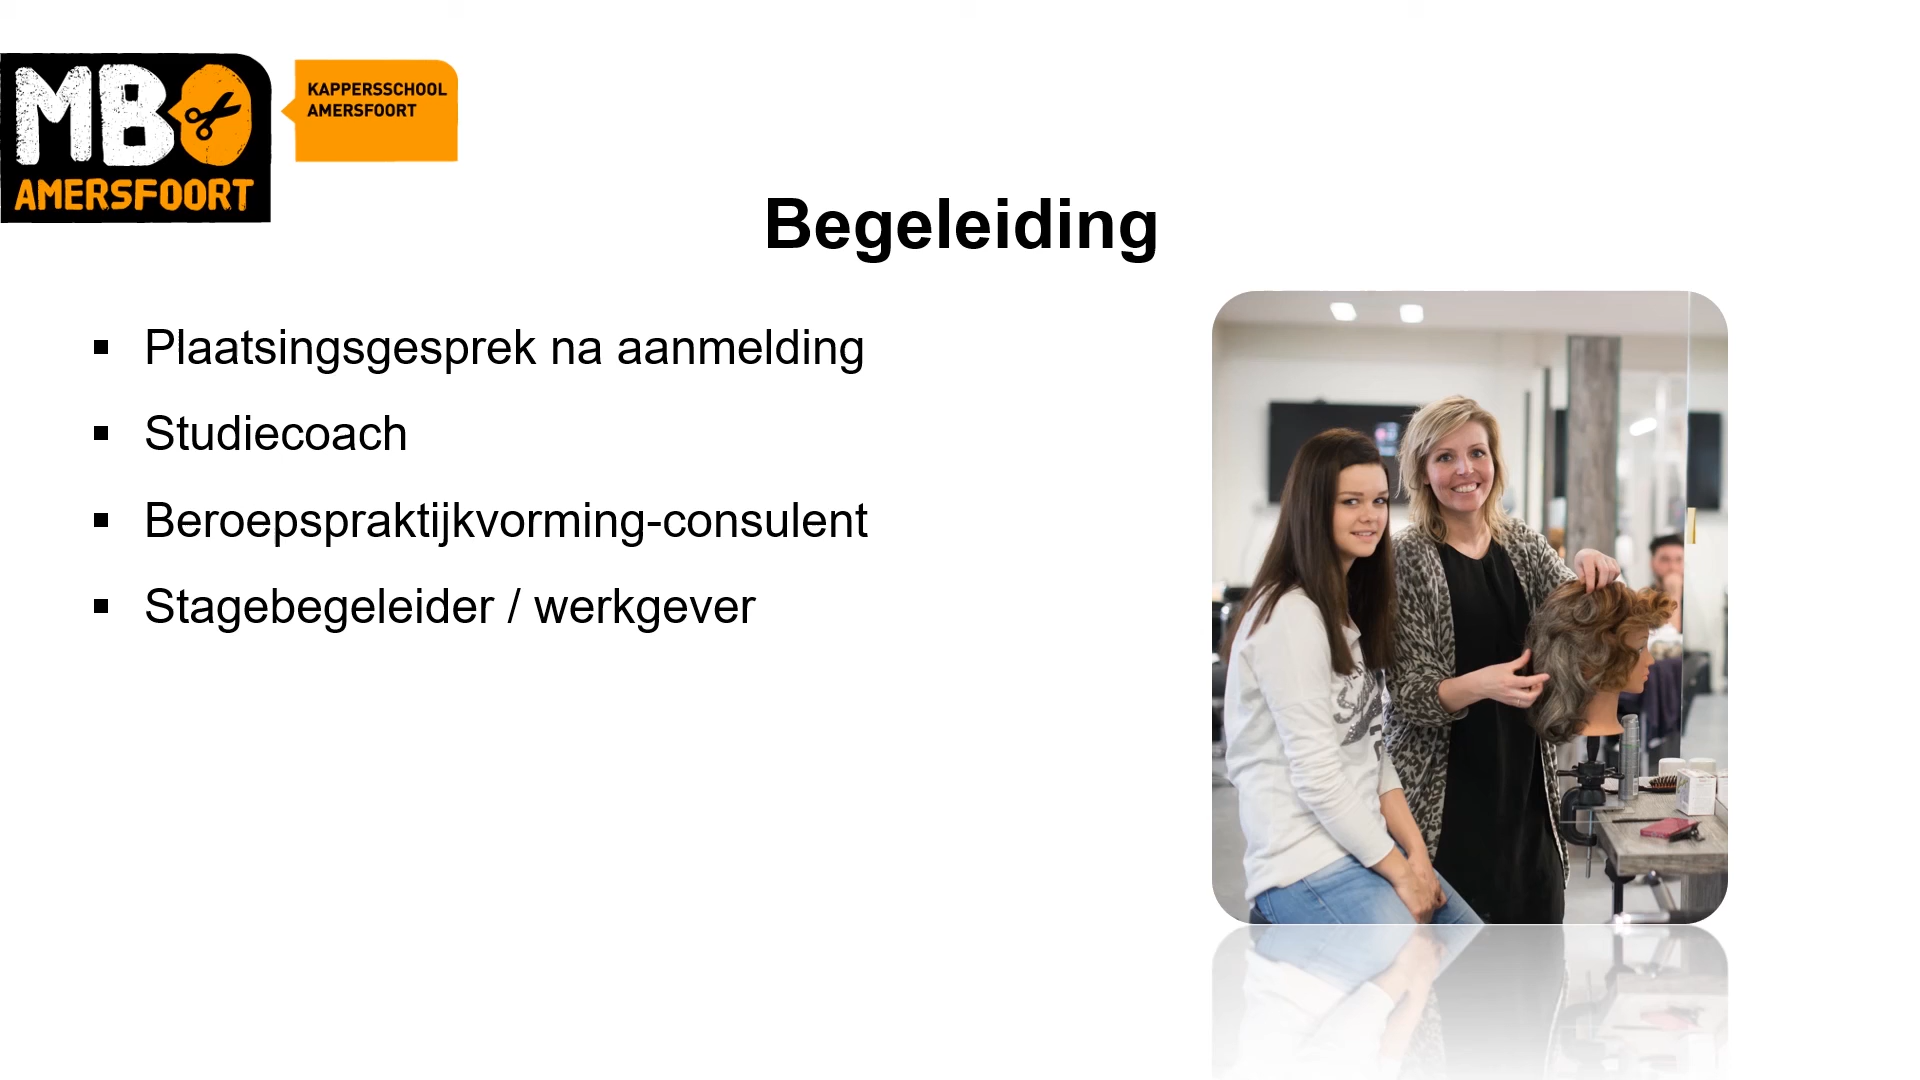 MBO
AMERSFOORT
KAPPERSSCHOOL
AMERSFOORT
Begeleiding
▪ Plaatsingsgesprek na aanmelding
▪ Studiecoach
▪ Beroepspraktijkvorming-consulent
▪ Stagebegeleider / werkgever